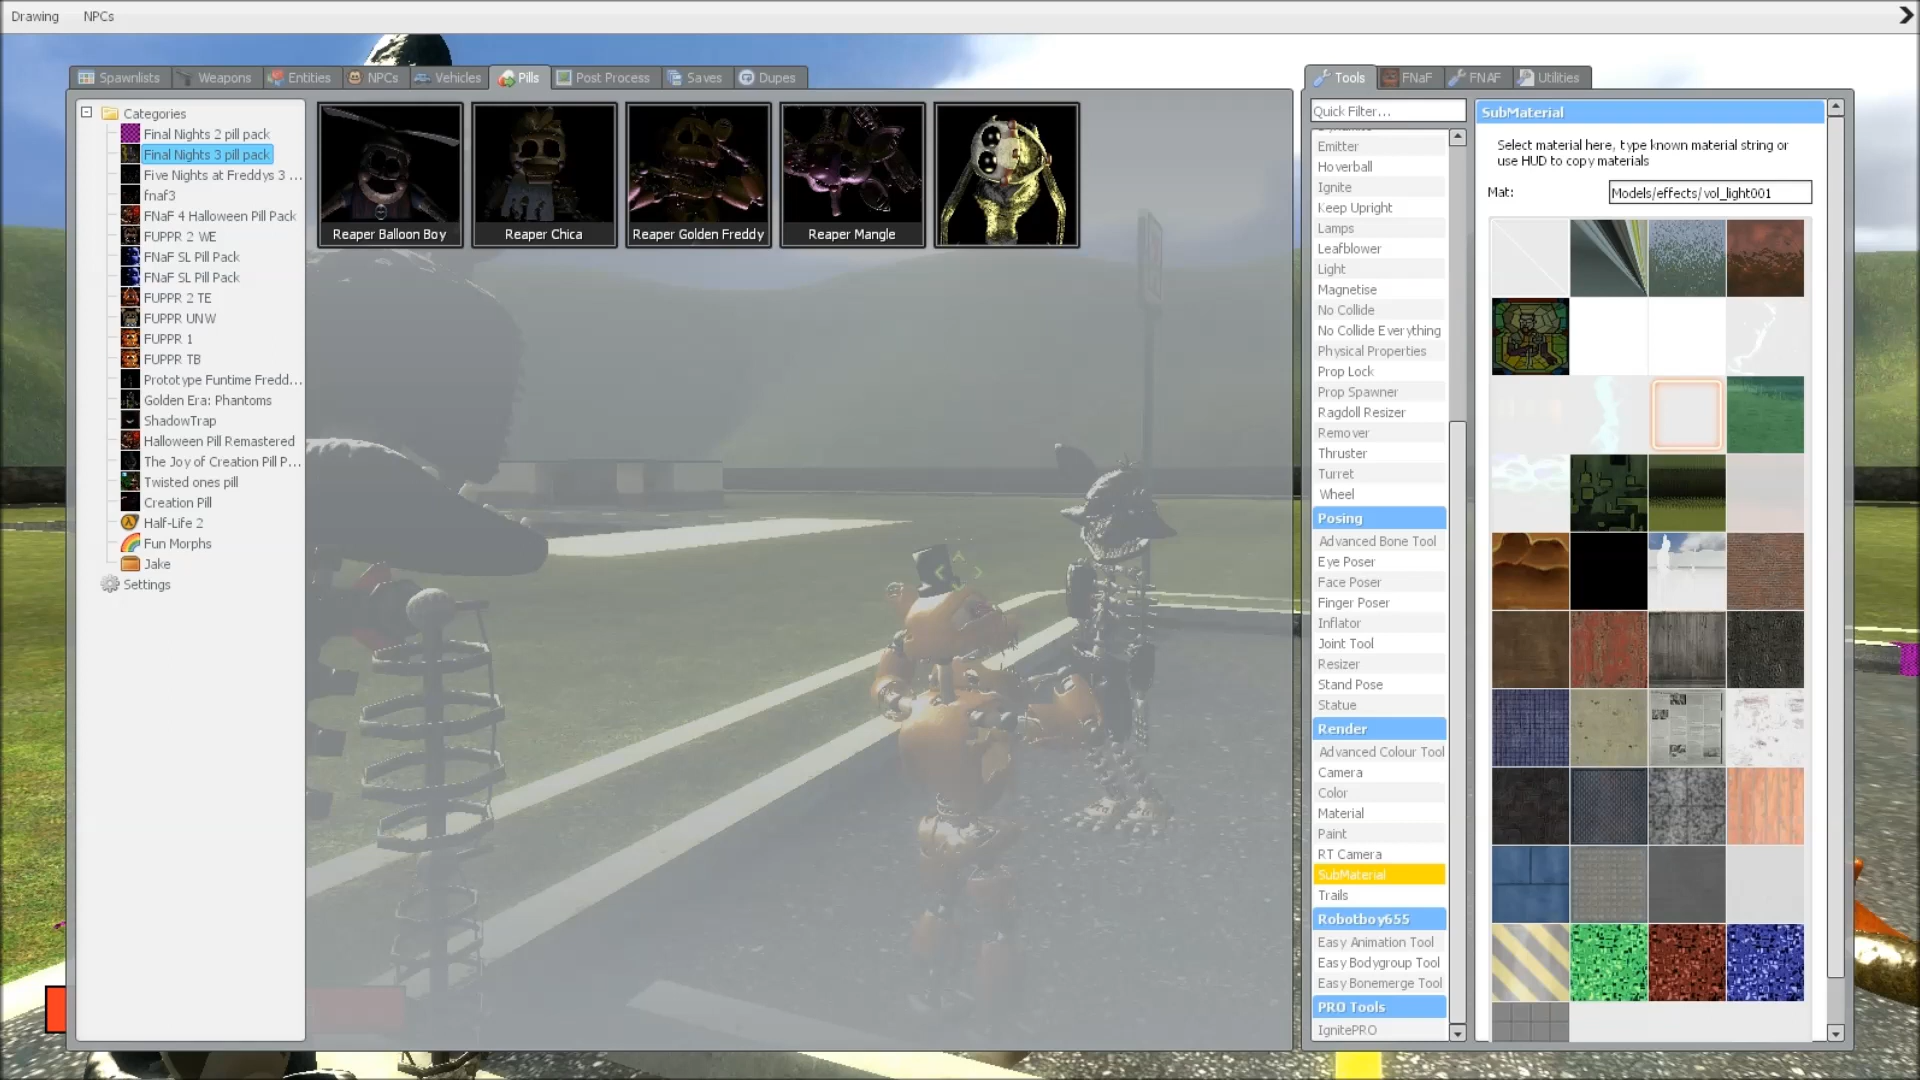 Drawing NPCs
Spawnlists Weapons Entities NPCs Vehicles Pills Post Process Saves Dupes
Categories
Final Nights 2 pill pack
Final Nights 3 pill pack
Five Nights at Freddys 3 ...
fnaf3
FNaF 4 Halloween Pill Pack
FUPPR 2 WE
FNaF SL Pill Pack
FNaF SL Pill Pack
FUPPR 2 TE
FUPPR UNW
FUPPR 1
FUPPR TB
Prototype Funtime Fredd...
Golden Era: Phantoms
ShadowTrap
Halloween Pill Remastered
The Joy of Creation Pill P...
Twisted ones pill
Creation Pill
Half-Life 2
Fun Morphs
Jake
Settings
Reaper Balloon Boy
Reaper Chica
Reaper Golden Freddy
Reaper Mangle
Tools FNaF FNAF Utilities
Quick Filter...
Emitter
Hoverball
Ignite
Keep Upright
Lamps
Leafblower
Light
Magnetise
No Collide
No Collide Everything
Physical Properties
Prop Lock
Prop Spawner
Ragdoll Resizer
Remover
Thruster
Turret
Wheel
Posing
Advanced Bone Tool
Eye Poser
Face Poser
Finger Poser
Inflator
Joint Tool
Resizer
Stand Pose
Statue
Render
Advanced Colour Tool
Camera
Color
Material
Paint
RT Camera
SubMaterial
Trails
Robotboy655
Easy Animation Tool
Easy Bodygroup Tool
Easy Bonemerge Tool
PRO Tools
IgnitePRO
SubMaterial
Select material here, type known material string or
use HUD to copy materials
Mat: Models/effects/vol_light001